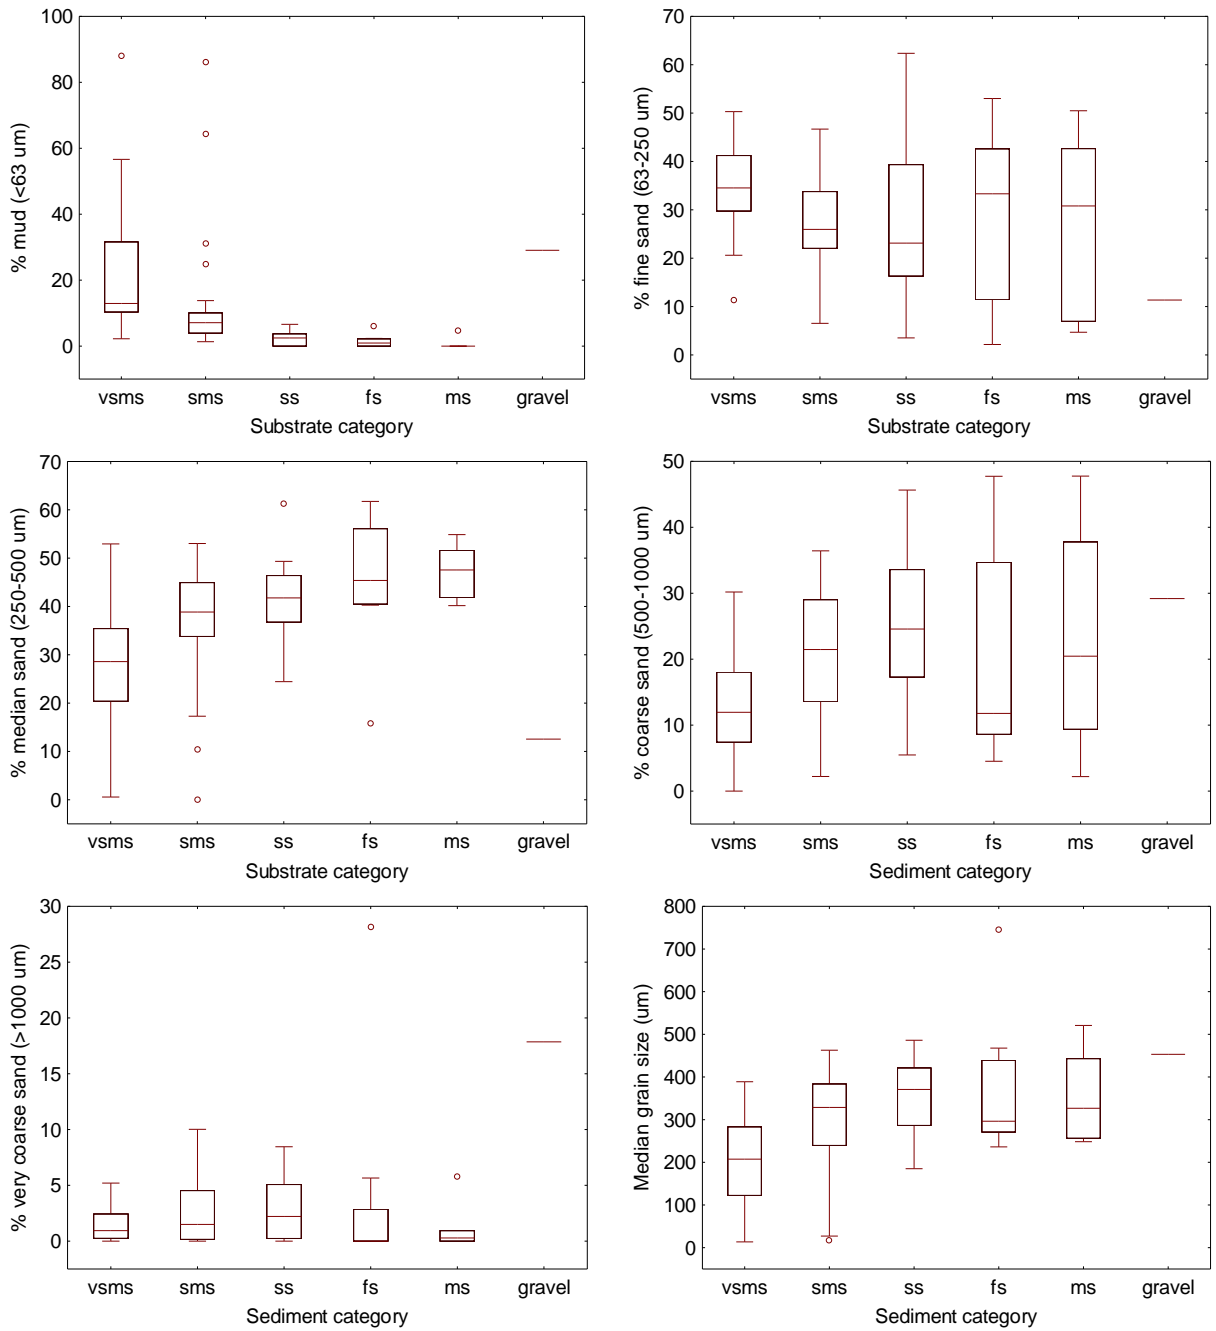 % mud (<63 um)
100
80
60
40
20
0
vsms sms ss fs ms gravel
Substrate category
% fine sand (63-250 um)
70
60
50
40
30
20
10
0
vsms sms ss fs ms gravel
Substrate category
% median sand (250-500 um)
70
60
50
40
30
20
10
0
vsms sms ss fs ms gravel
Substrate category
% coarse sand (500-1000 um)
50
40
30
20
10
0
vsms sms ss fs ms gravel
Sediment category
% very coarse sand (>1000 um)
30
25
20
15
10
5
0
vsms sms ss fs ms gravel
Sediment category
Median grain size (um)
800
700
600
500
400
300
200
100
0
vsms sms ss fs ms gravel
Sediment category